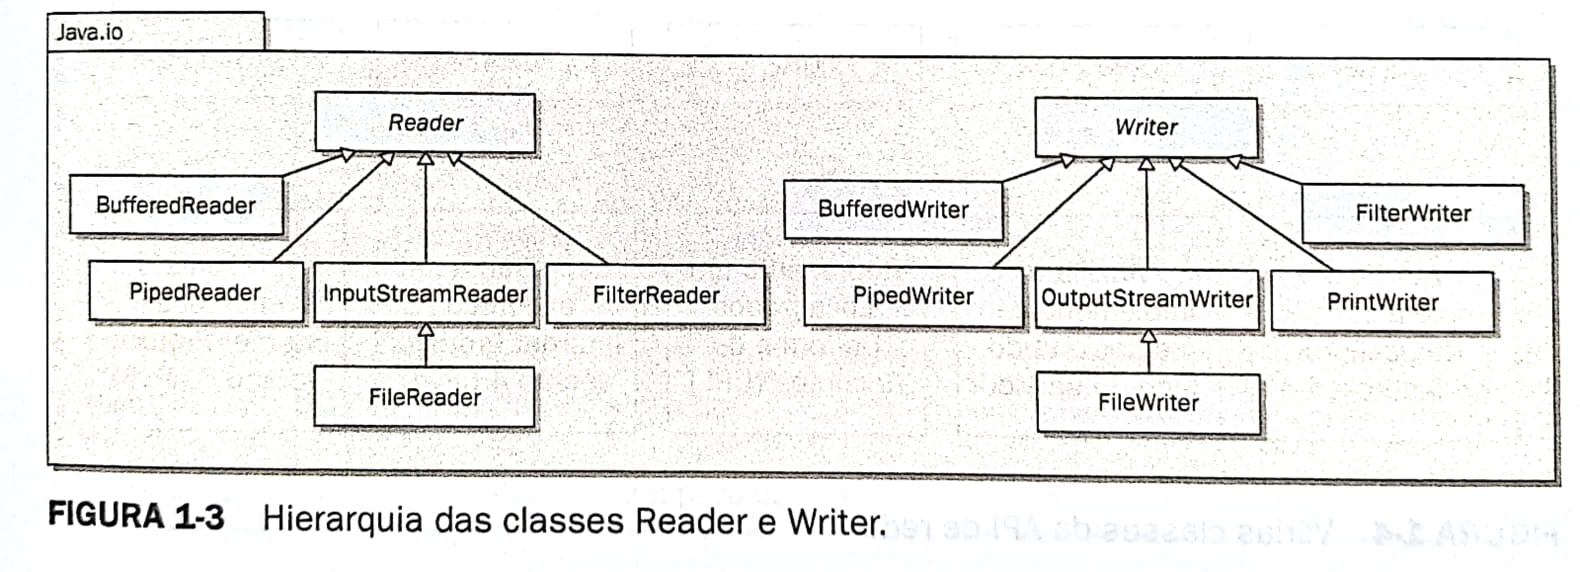 Java.io
Reader
Writer
BufferedReader
BufferedWriter
FilterWriter
PipedReader
InputStreamReader
FilterReader
PipedWriter
OutputStreamWriter
PrintWriter
FileReader
FileWriter
FIGURA 1-3 Hierarquia das classes Reader e Writer.